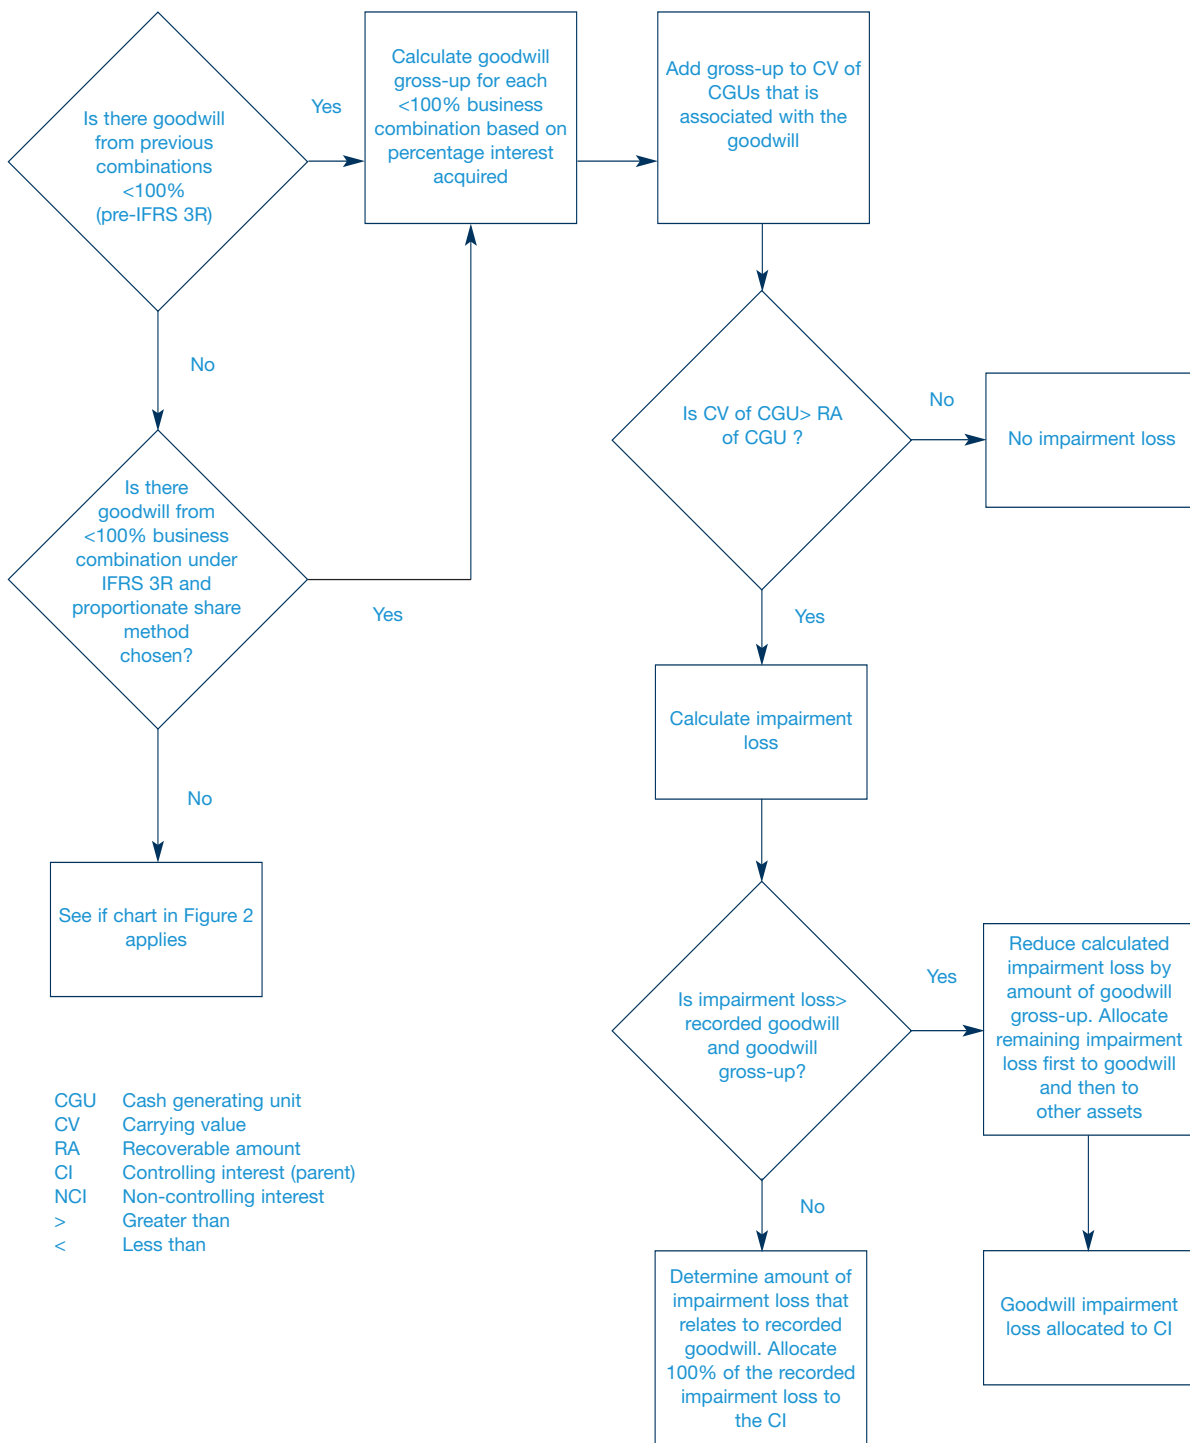 Is there goodwill
from previous
combinations
<100%
(pre-IFRS 3R)
Yes
Calculate goodwill
gross-up for each
<100% business
combination based on
percentage interest
acquired
Add gross-up to CV of
CGUs that is
associated with the
goodwill
No
Is there
goodwill from
<100% business
combination under
IFRS 3R and
proportionate share
method
chosen?
Yes
No
See if chart in Figure 2
applies
Is CV of CGU> RA
of CGU ?
No
No impairment loss
Yes
Calculate impairment
loss
Is impairment loss>
recorded goodwill
and goodwill
gross-up?
Yes
Reduce calculated
impairment loss by
amount of goodwill
gross-up. Allocate
remaining impairment
loss first to goodwill
and then to
other assets
No
Determine amount of
impairment loss that
relates to recorded
goodwill. Allocate
100% of the recorded
impairment loss to
the CI
Goodwill impairment
loss allocated to CI
CGU Cash generating unit
CV Carrying value
RA Recoverable amount
CI Controlling interest (parent)
NCI Non-controlling interest
> Greater than
< Less than